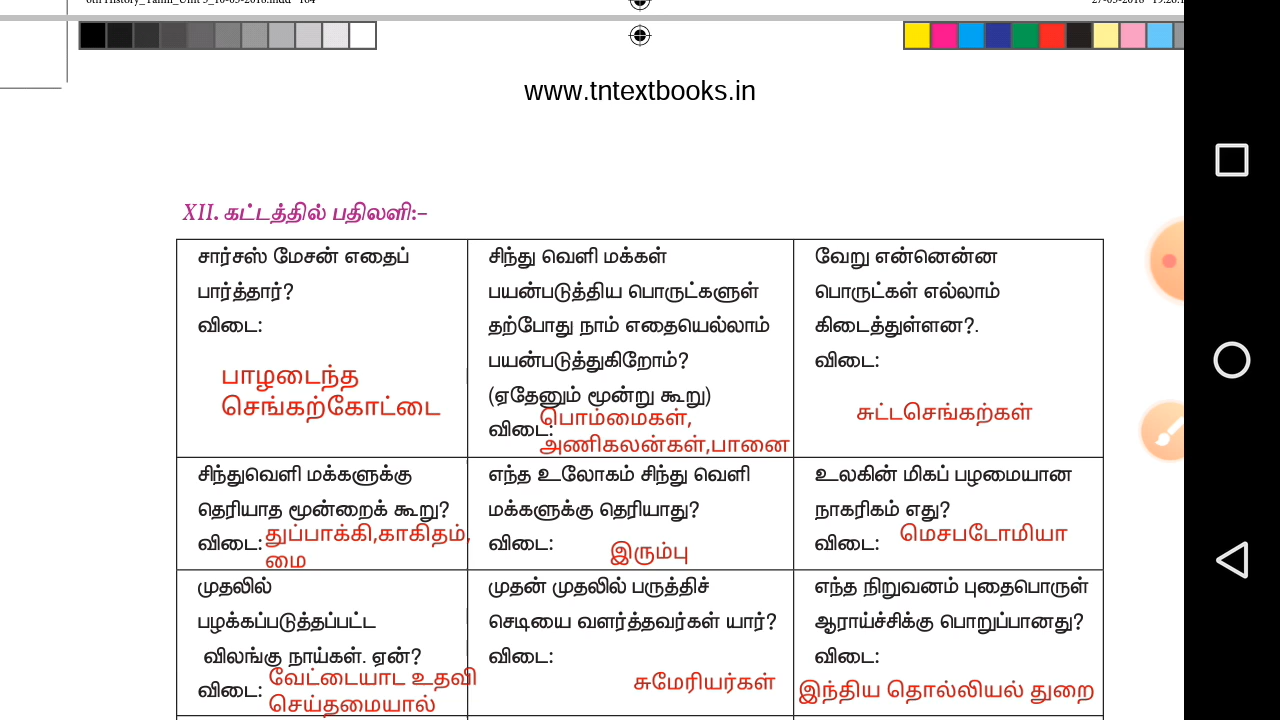 www.tntextbooks.in
XII. கட்டத்தில் பதிலளி:–
சார்சஸ் மேசன் எதைப்
பார்த்தார்?
விடை:
பாழடைந்த
செங்கற்கோட்டை
சிந்து வெளி மக்கள்
பயன்படுத்திய பொருட்களுள்
தற்போது நாம் எதையெல்லாம்
பயன்படுத்துகிறோம்?
(ஏதேனும் மூன்று கூறு)
விடை:
பொம்மைகள்,
அணிகலன்கள்,பானை
வேறு என்னென்ன
பொருட்கள் எல்லாம்
கிடைத்துள்ளன?.
விடை:
சுட்டசெங்கற்கள்
சிந்துவெளி மக்களுக்கு
தெரியாத மூன்றைக் கூறு?
விடை:
துப்பாக்கி,காகிதம்,
மை
எந்த உலோகம் சிந்து வெளி
மக்களுக்கு தெரியாது?
விடை:
இரும்பு
உலகின் மிகப் பழமையான
நாகரிகம் எது?
விடை:
மெசபடோமியா
முதலில்
பழக்கப்படுத்தப்பட்ட
விலங்கு நாய்கள். ஏன்?
விடை:
வேட்டையாட உதவி
செய்தமையால்
முதன் முதலில் பருத்திச்
செடியை வளர்த்தவர்கள் யார்?
விடை:
சுமேரியர்கள்
எந்த நிறுவனம் புதைபொருள்
ஆராய்ச்சிக்கு பொறுப்பானது?
விடை:
இந்திய தொல்லியல் துறை